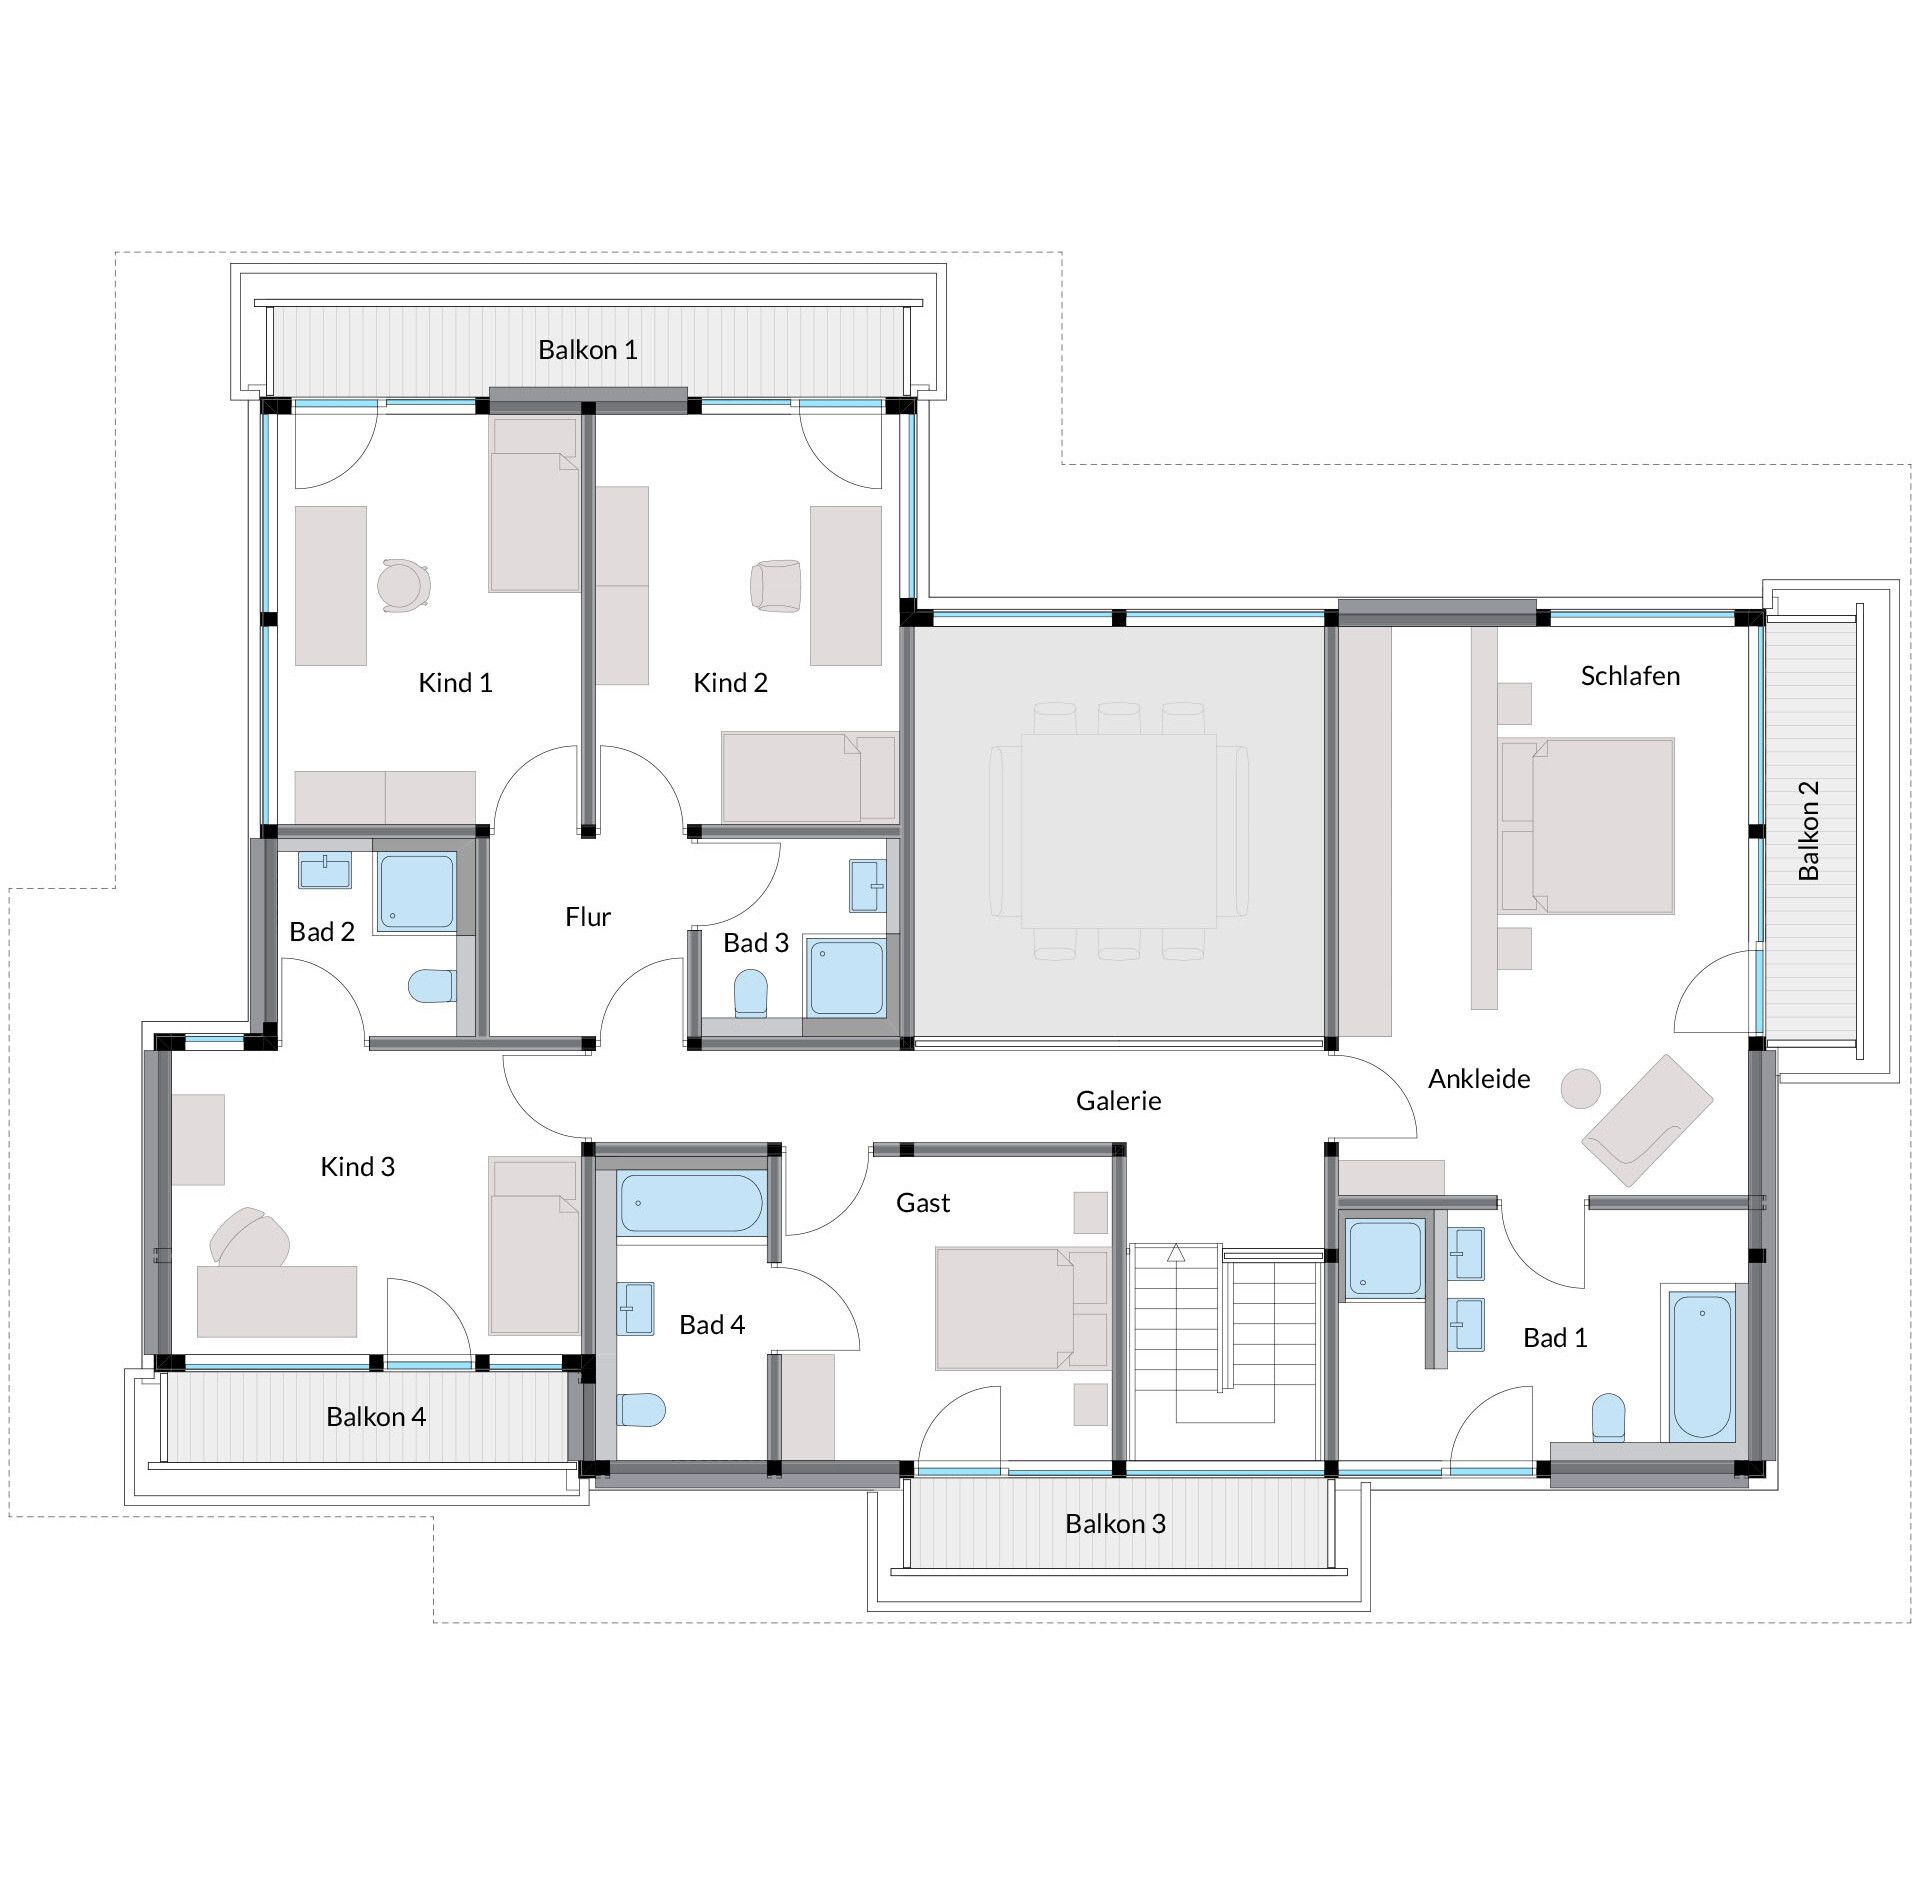 Balkon 1
Kind 1
Kind 2
Schlafen
Balkon 2
Bad 2
Flur
Bad 3
Ankleide
Galerie
Kind 3
Gast
Bad 4
Bad 1
Balkon 4
Balkon 3